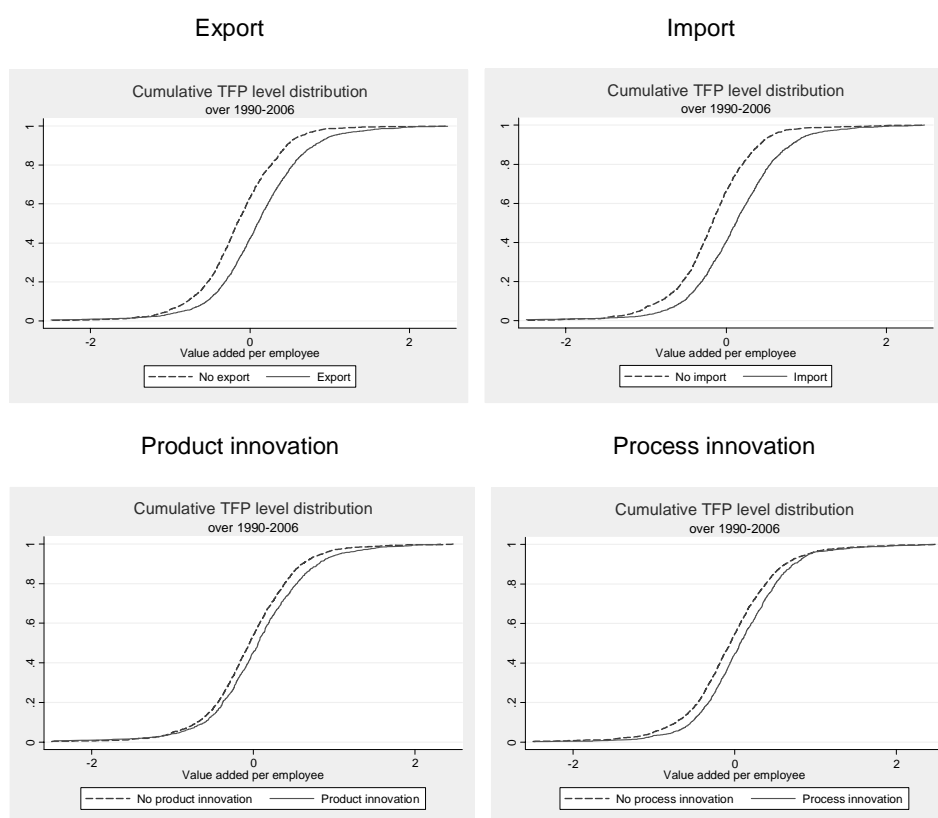 Export
Import
Cumulative TFP level distribution
over 1990-2006
1
.8
.6
.4
.2
0
-2
0
2
Value added per employee
No export
Export
Cumulative TFP level distribution
over 1990-2006
1
.8
.6
.4
.2
0
-2
0
2
Value added per employee
No import
Import
Product innovation
Process innovation
Cumulative TFP level distribution
over 1990-2006
1
.8
.6
.4
.2
0
-2
0
2
Value added per employee
No product innovation
Product innovation
Cumulative TFP level distribution
over 1990-2006
1
.8
.6
.4
.2
0
-2
0
2
Value added per employee
No process innovation
Process innovation